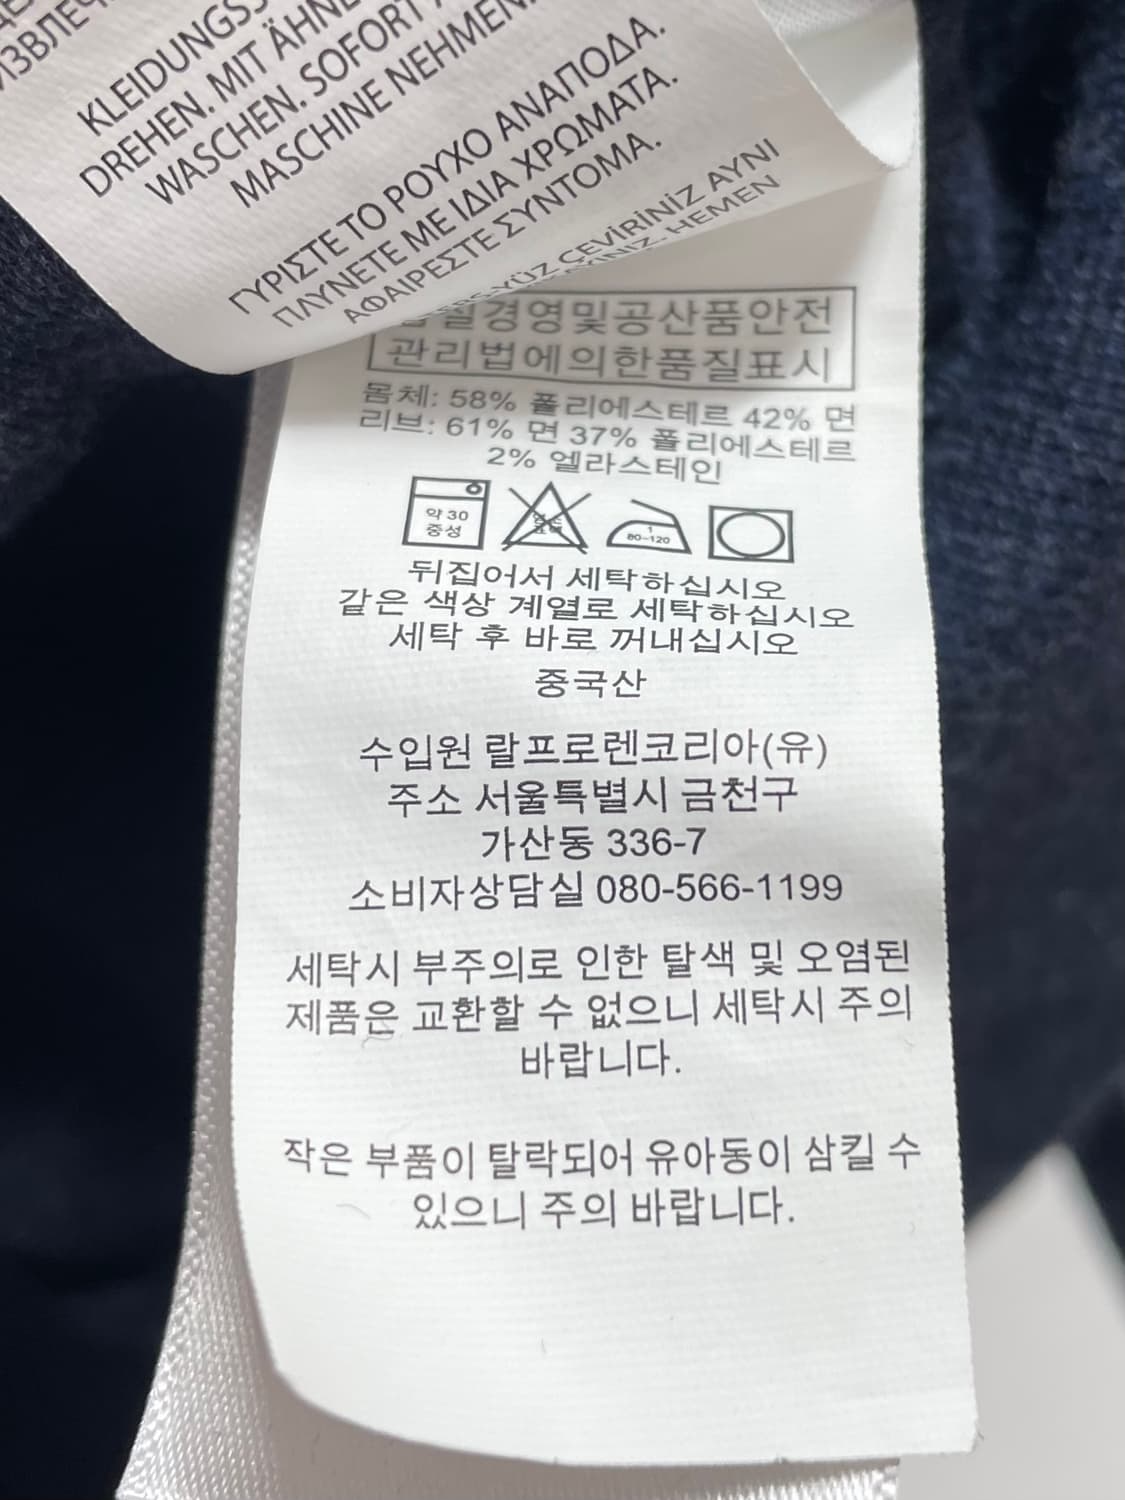 KLEIDUNGS
DREHEN. MIT
WASCHEN. SOFORT
MASCHINE NEHMEN.
ΓΥΡΙΣΤΕ ΤΟ ΡΟΥΧΟ ΑΝΑΠΟΔΑ.
ΠΛΥΝΕΤΕ ΜΕ ΙΔΙΑ ΧΡΩΜΑΤΑ.
ΑΦΑΙΡΕΣΤΕ ΣΥΝΤΟΜΑ.
ÇEVİRİNİZ AYNI
HEMEN
질경영및공산품안전
관리법에의한품질표시
몸체: 58% 폴리에스테르 42% 면
리브: 61% 면 37% 폴리에스테르
2% 엘라스테인
약 30
중성
1
80-120
뒤집어서 세탁하십시오
같은 색상 계열로 세탁하십시오
세탁 후 바로 꺼내십시오
중국산
수입원 랄프로렌코리아(유)
주소 서울특별시 금천구
가산동 336-7
소비자상담실 080-566-1199
세탁시 부주의로 인한 탈색 및 오염된
제품은 교환할 수 없으니 세탁시 주의
바랍니다.
작은 부품이 탈락되어 유아동이 삼킬 수
있으니 주의 바랍니다.